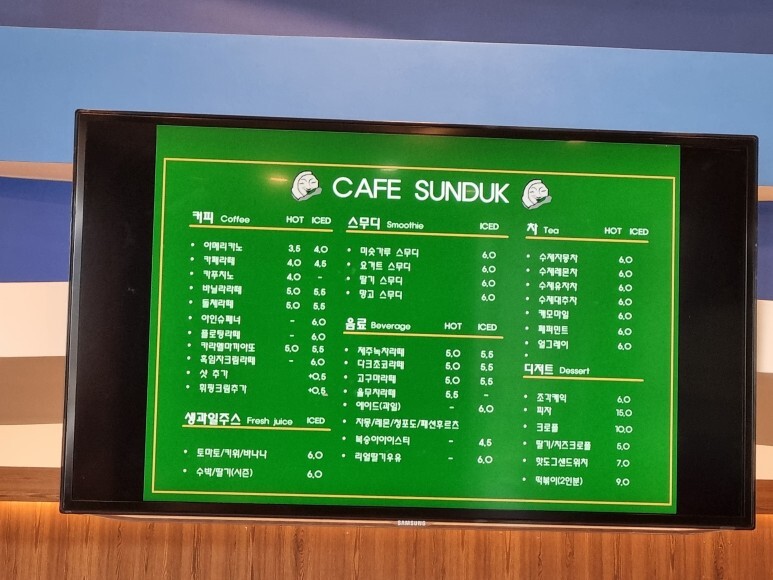 CAFE SUNDUK
커피 Coffee HOT ICED
• 아메리카노 3,5 4,0
• 카페라떼 4,0 4,5
• 카푸치노 4,0 -
• 바닐라라떼 5,0 5,5
• 돌체라떼 5,0 5,5
• 아인슈페너 - 6,0
• 플로팅라떼 - 6,0
• 카라멜마끼아또 5,0 5,5
• 흑임자크림라떼 - 6,0
• 샷 추가 +0,5
• 휘핑크림추가 +0,5
생과일주스 Fresh juice ICED
• 토마토/키위/바나나 6,0
• 수박/딸기(시즌) 6,0
스무디 Smoothie ICED
• 미숫가루 스무디 6,0
• 요거트 스무디 6,0
• 딸기 스무디 6,0
• 망고 스무디 6,0
음료 Beverage HOT ICED
• 제주녹차라떼 5,0 5,5
• 다크초코라떼 5,0 5,5
• 고구마라떼 5,0 5,5
• 율무차라떼 5,5 -
• 에이드(과일) - 6,0
• 자몽/레몬/청포도/패션후르츠
• 복숭아아이스티 - 4,5
• 리얼딸기우유 - 6,0
차 Tea HOT ICED
• 수제자몽차 6,0
• 수제레몬차 6,0
• 수제유자차 6,0
• 수제대추차 6,0
• 캐모마일 6,0
• 페퍼민트 6,0
• 얼그레이 6,0
•
디저트 Dessert
• 조각케익 6,0
• 피자 15,0
• 크로플 10,0
• 딸기/치즈크로플 5,0
• 핫도그샌드위치 7,0
• 떡볶이(2인분) 9,0
SAMSUNG